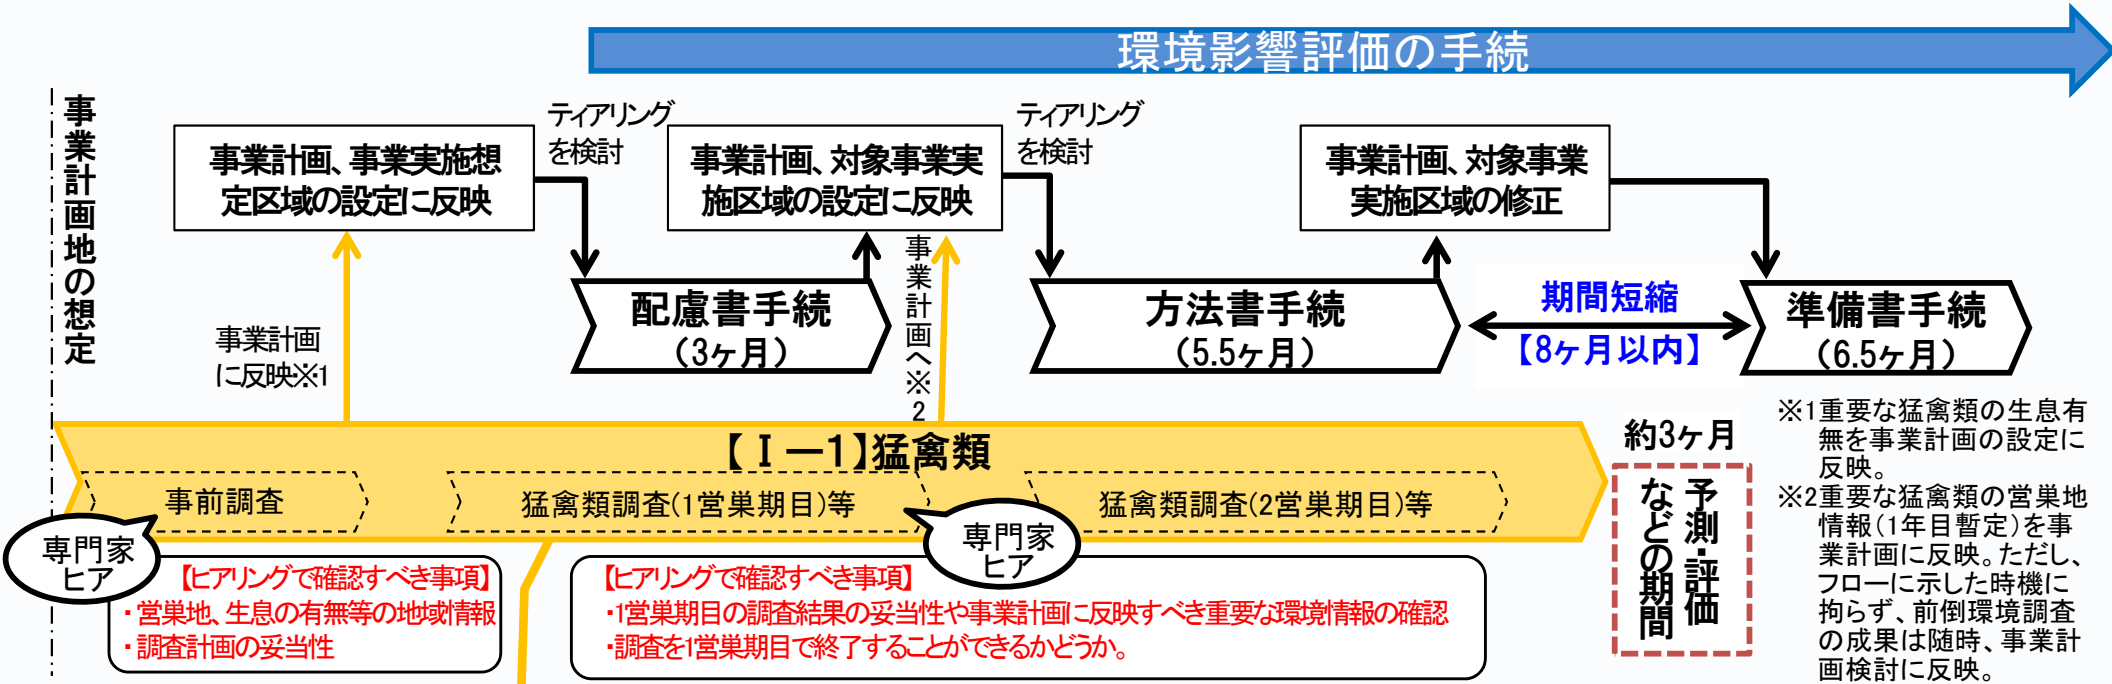 環境影響評価の手続
事業計画地の想定
事業計画、事業実施想
定区域の設定に反映
ティアリング
を検討
事業計画、対象事業実
施区域の設定に反映
ティアリング
を検討
事業計画、対象事業
実施区域の修正
事業計画
に反映※1
配慮書手続
(3ヶ月)
事業計画へ※2
方法書手続
(5.5ヶ月)
期間短縮
【8ヶ月以内】
準備書手続
(6.5ヶ月)
【Ⅰー1】猛禽類
事前調査
猛禽類調査(1営巣期目)等
猛禽類調査(2営巣期目)等
専門家
ヒア
専門家
ヒア
【ヒアリングで確認すべき事項】
・営巣地、生息の有無等の地域情報
・調査計画の妥当性
【ヒアリングで確認すべき事項】
・1営巣期目の調査結果の妥当性や事業計画に反映すべき重要な環境情報の確認
・調査を1営巣期目で終了することができるかどうか。
約3ヶ月
予測・評価
などの期間
※1重要な猛禽類の生息有
無を事業計画の設定に
反映。
※2重要な猛禽類の営巣地
情報(1年目暫定)を事
業計画に反映。ただし、
フローに示した時機に
拘らず、前倒環境調査
の成果は随時、事業計
画検討に反映。